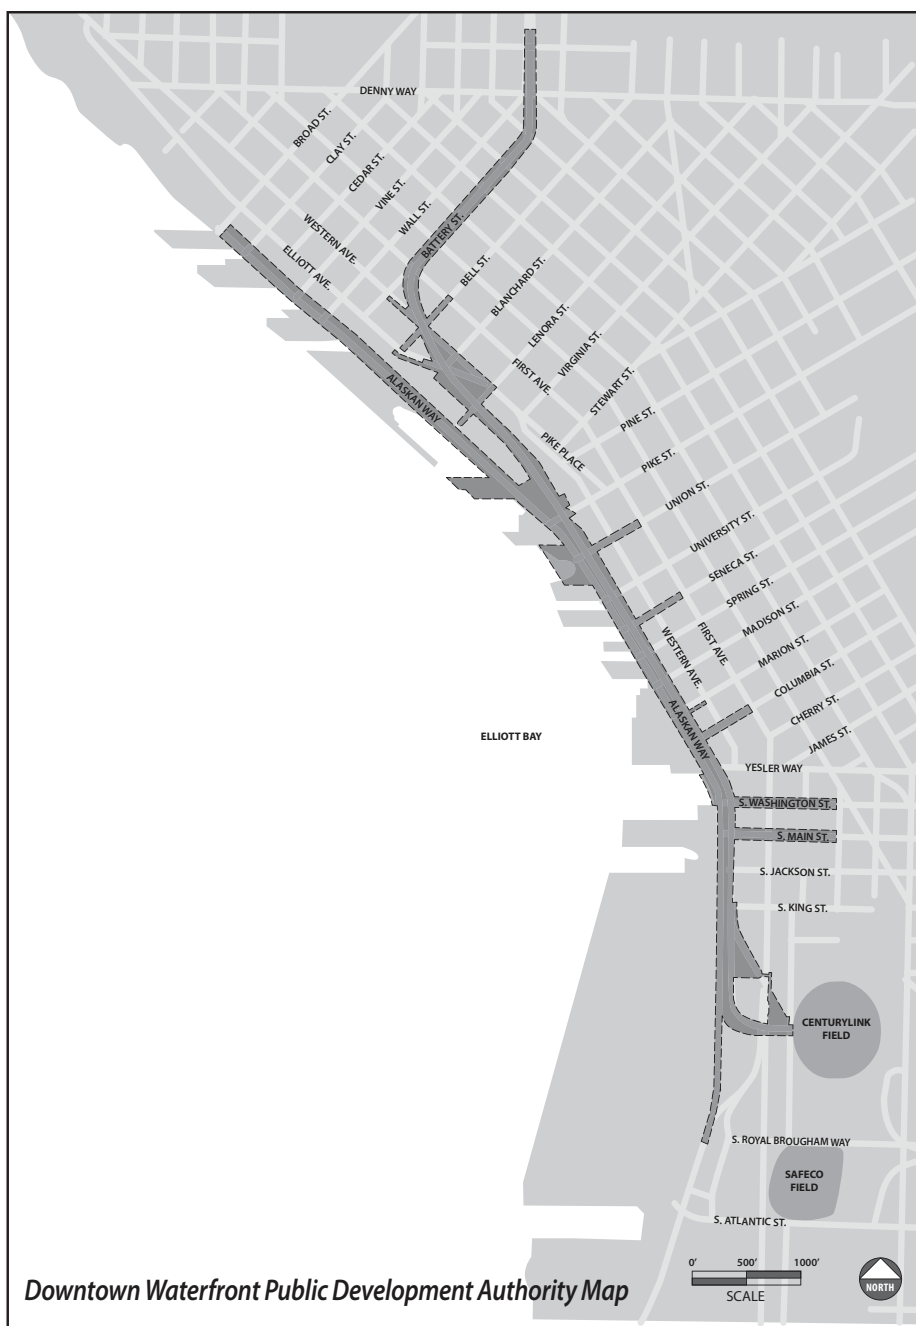 DENNY WAY
BROAD ST.
CLAY ST.
CEDAR ST.
VINE ST.
WALL ST.
BATTERY ST.
WESTERN AVE.
ELLIOTT AVE.
BELL ST.
BLANCHARD ST.
LENORA ST.
VIRGINIA ST.
FIRST AVE.
STEWART ST.
ALASKAN WAY
PINE ST.
PIKE PLACE
PIKE ST.
UNION ST.
UNIVERSITY ST.
SENECA ST.
SPRING ST.
MADISON ST.
FIRST AVE.
WESTERN AVE.
MARION ST.
COLUMBIA ST.
CHERRY ST.
ALASKAN WAY
JAMES ST.
ELLIOTT BAY
YESLER WAY
S. WASHINGTON ST.
S. MAIN ST.
S. JACKSON ST.
S. KING ST.
CENTURYLINK
FIELD
S. ROYAL BROUGHAM WAY
SAFECO
FIELD
S. ATLANTIC ST.
0' 500' 1000'
SCALE
NORTH
Downtown Waterfront Public Development Authority Map